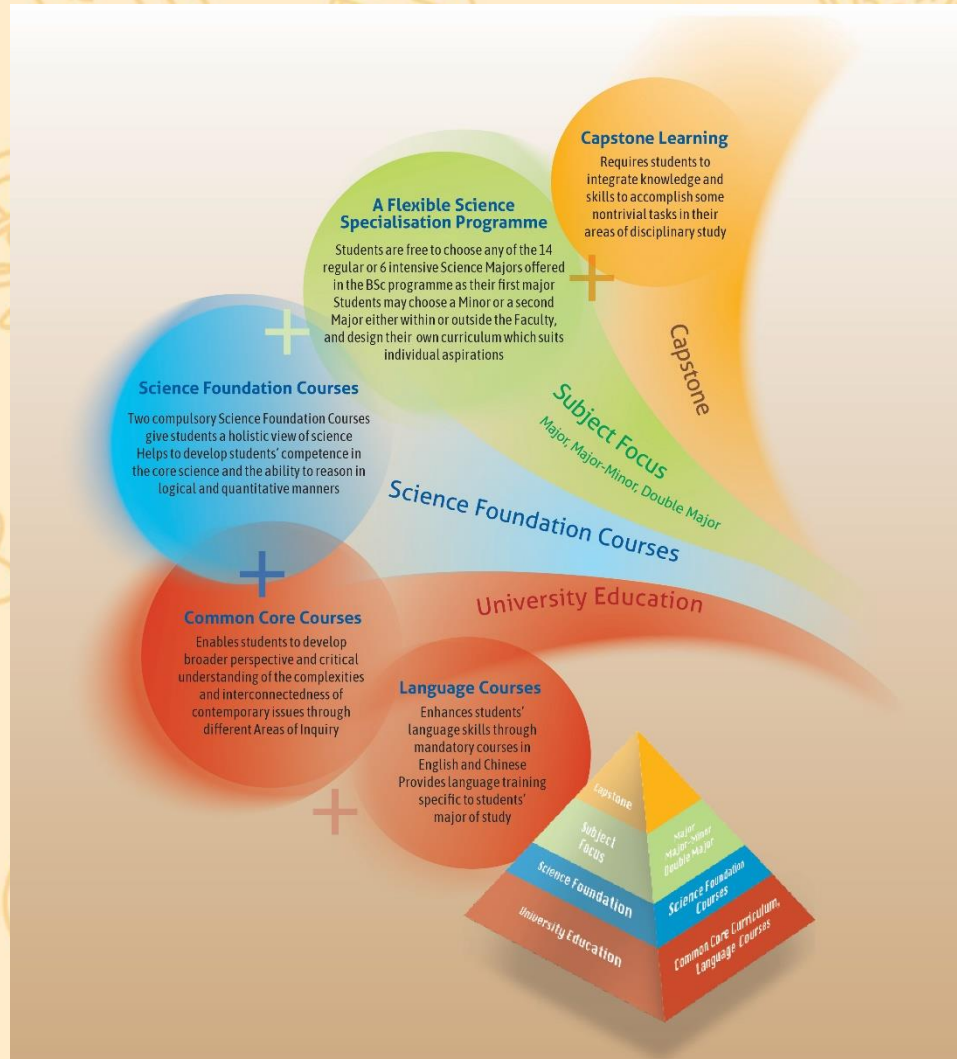 Capstone Learning
Requires students to
integrate knowledge and
skills to accomplish some
nontrivial tasks in their
areas of disciplinary study
A Flexible Science
Specialisation Programme
Students are free to choose any of the 14
regular or 6 intensive Science Majors offered
in the BSc programme as their first major
Students may choose a Minor or a second
Major either within or outside the Faculty,
and design their own curriculum which suits
individual aspirations
Science Foundation Courses
Two compulsory Science Foundation Courses
give students a holistic view of science
Helps to develop students' competence in
the core science and the ability to reason in
logical and quantitative manners
Common Core Courses
Enables students to develop
broader perspective and critical
understanding of the complexities
and interconnectedness of
contemporary issues through
different Areas of Inquiry
Language Courses
Enhances students'
language skills through
mandatory courses in
English and Chinese
Provides language training
specific to students'
major of study
Capstone
Subject Focus
Major, Major-Minor, Double Major
Science Foundation Courses
University Education
Capstone
Subject
Focus
Major
Major-Minor
Double Major
Science Foundation
Science Foundation
Courses
University Education
Common Core Curriculum,
Language Courses